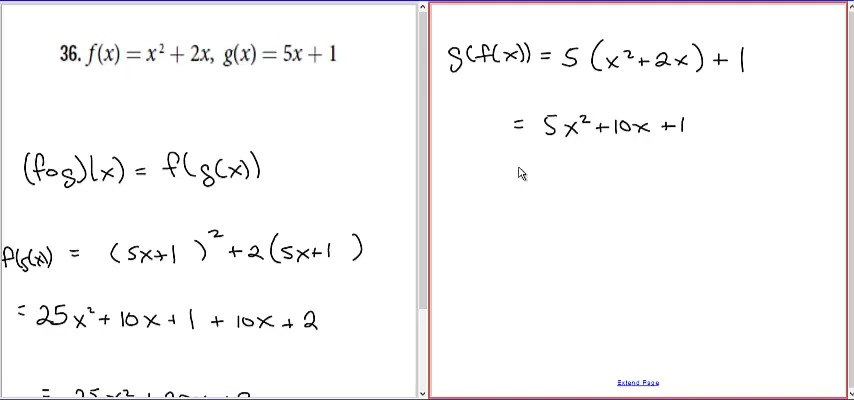 36. f(x) = x² + 2x, g(x) = 5x + 1
(f∘g)(x) = f(g(x))
f(g(x)) = (5x+1)² + 2(5x+1)
= 25x² + 10x + 1 + 10x + 2
g(f(x)) = 5(x² + 2x) + 1
= 5x² + 10x + 1
Extend Page